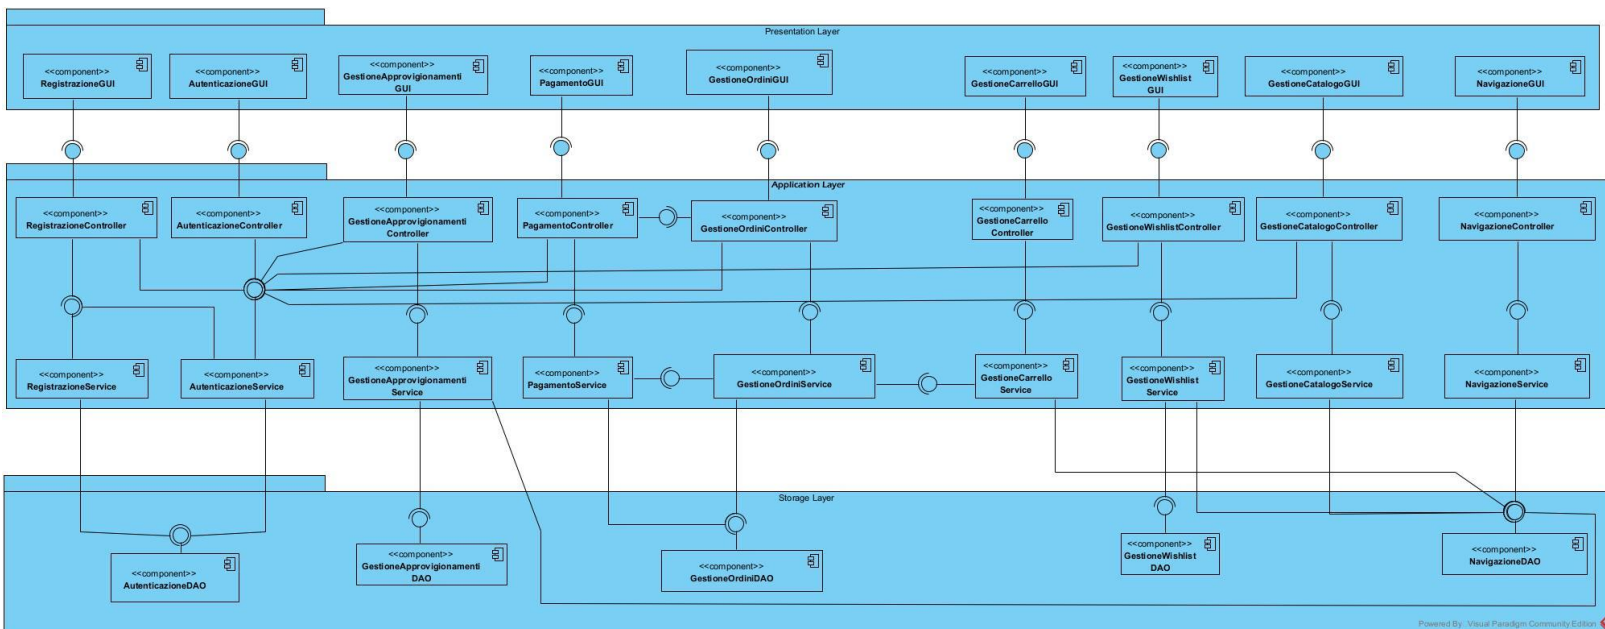 Presentation Layer
<<component>>
RegistrazioneGUI
<<component>>
AutenticazioneGUI
<<component>>
GestioneApprovigionamenti
GUI
<<component>>
PagamentoGUI
<<component>>
GestioneOrdiniGUI
<<component>>
GestioneCarrelloGUI
<<component>>
GestioneWishlist
GUI
<<component>>
GestioneCatalogoGUI
<<component>>
NavigazioneGUI
Application Layer
<<component>>
RegistrazioneController
<<component>>
AutenticazioneController
<<component>>
GestioneApprovigionamenti
Controller
<<component>>
PagamentoController
<<component>>
GestioneOrdiniController
<<component>>
GestioneCarrello
Controller
<<component>>
GestioneWishlistController
<<component>>
GestioneCatalogoController
<<component>>
NavigazioneController
<<component>>
RegistrazioneService
<<component>>
AutenticazioneService
<<component>>
GestioneApprovigionamenti
Service
<<component>>
PagamentoService
<<component>>
GestioneOrdiniService
<<component>>
GestioneCarrello
Service
<<component>>
GestioneWishlist
Service
<<component>>
GestioneCatalogoService
<<component>>
NavigazioneService
Storage Layer
<<component>>
AutenticazioneDAO
<<component>>
GestioneApprovigionamenti
DAO
<<component>>
GestioneOrdiniDAO
<<component>>
GestioneWishlist
DAO
<<component>>
NavigazioneDAO
Powered By Visual Paradigm Community Edition